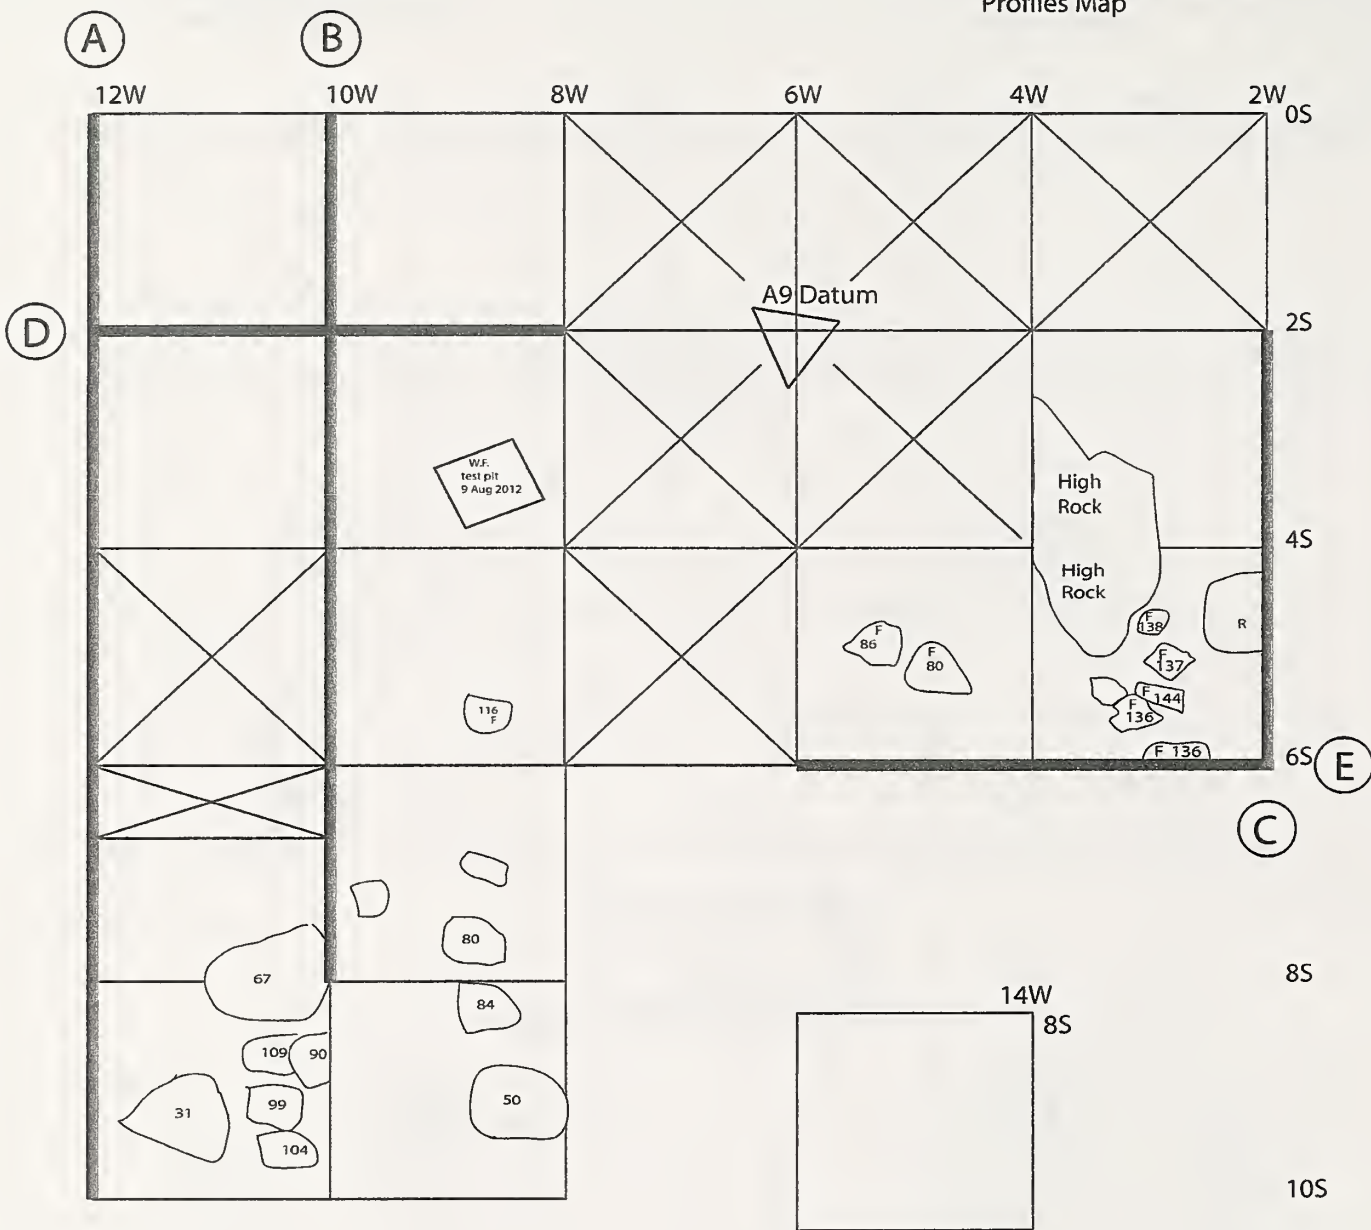 Profiles Map
A
B
12W
10W
8W
6W
4W
2W
0S
A9 Datum
D
2S
W.F.
test pit
9 Aug 2012
High
Rock
4S
High
Rock
F
138
R
F
86
F
80
F
137
F 144
F
136
116
F
F 136
6S
E
C
80
67
8S
84
14W
8S
109
90
50
31
99
104
10S